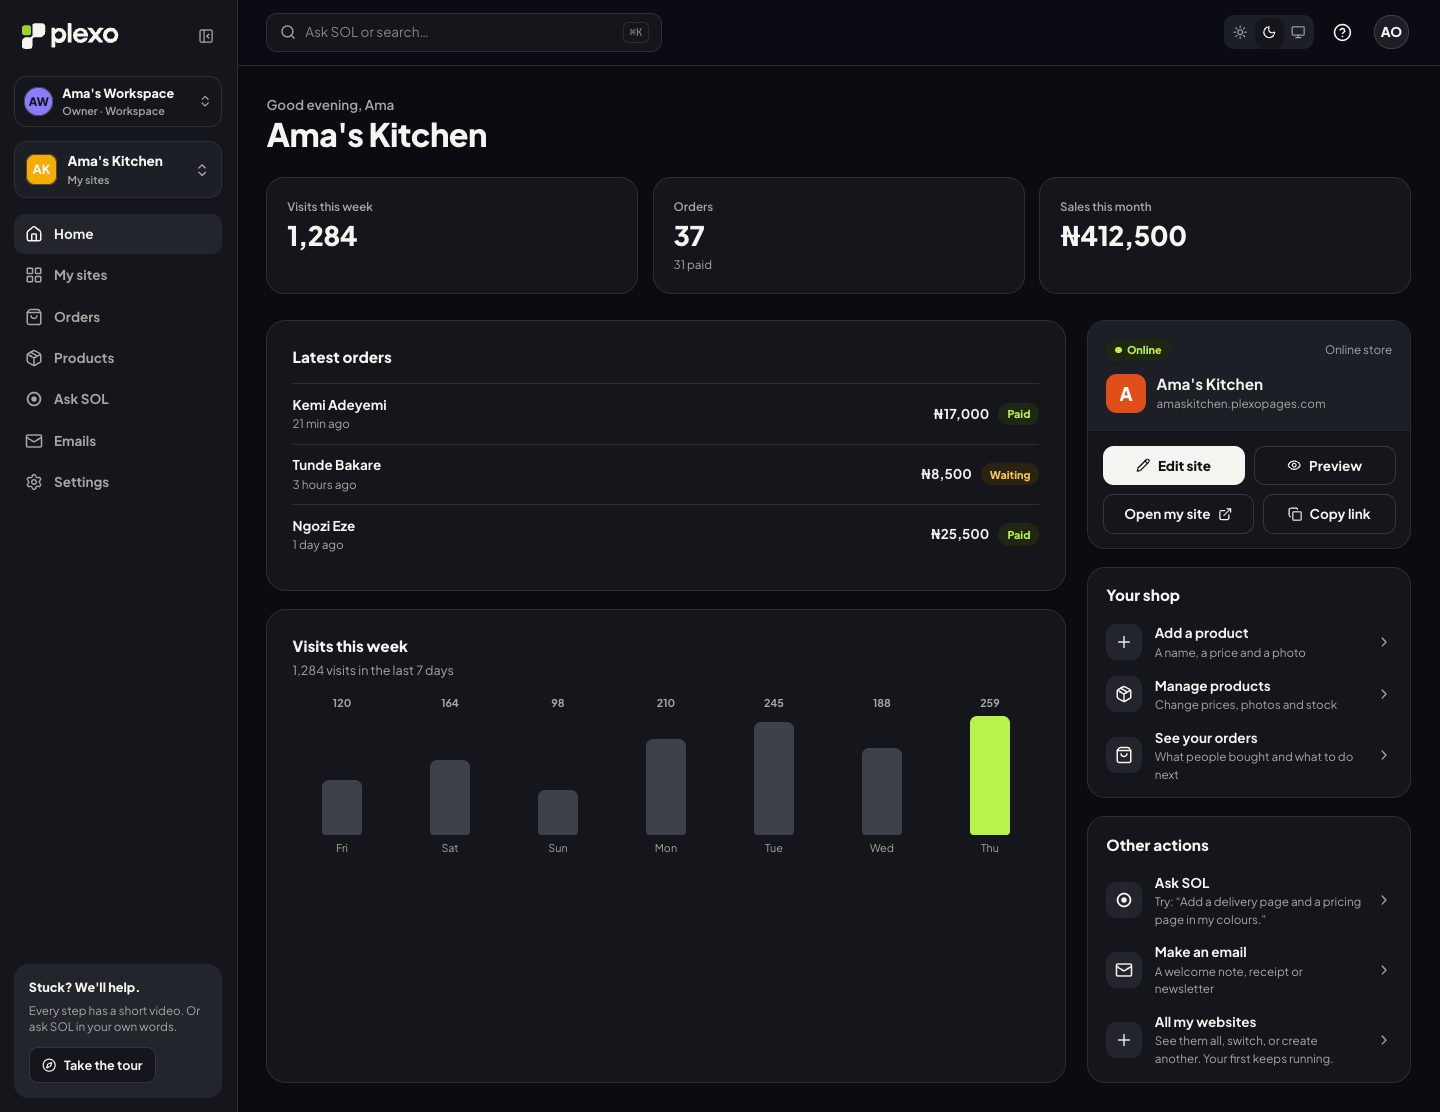 plexo
Ask SOL or search…
⌘K
AO
AW
Ama's Workspace
Owner · Workspace
AK
Ama's Kitchen
My sites
Home
My sites
Orders
Products
Ask SOL
Emails
Settings
Stuck? We'll help.
Every step has a short video. Or
ask SOL in your own words.
Take the tour
Good evening, Ama
Ama's Kitchen
Visits this week
1,284
Orders
37
31 paid
Sales this month
₦412,500
Latest orders
Kemi Adeyemi
21 min ago
₦17,000
Paid
Tunde Bakare
3 hours ago
₦8,500
Waiting
Ngozi Eze
1 day ago
₦25,500
Paid
Visits this week
1,284 visits in the last 7 days
120 164 98 210 245 188 259
Fri Sat Sun Mon Tue Wed Thu
Online
Online store
A
Ama's Kitchen
amaskitchen.plexopages.com
Edit site
Preview
Open my site
Copy link
Your shop
Add a product
A name, a price and a photo
Manage products
Change prices, photos and stock
See your orders
What people bought and what to do
next
Other actions
Ask SOL
Try: “Add a delivery page and a pricing
page in my colours.”
Make an email
A welcome note, receipt or
newsletter
All my websites
See them all, switch, or create
another. Your first keeps running.